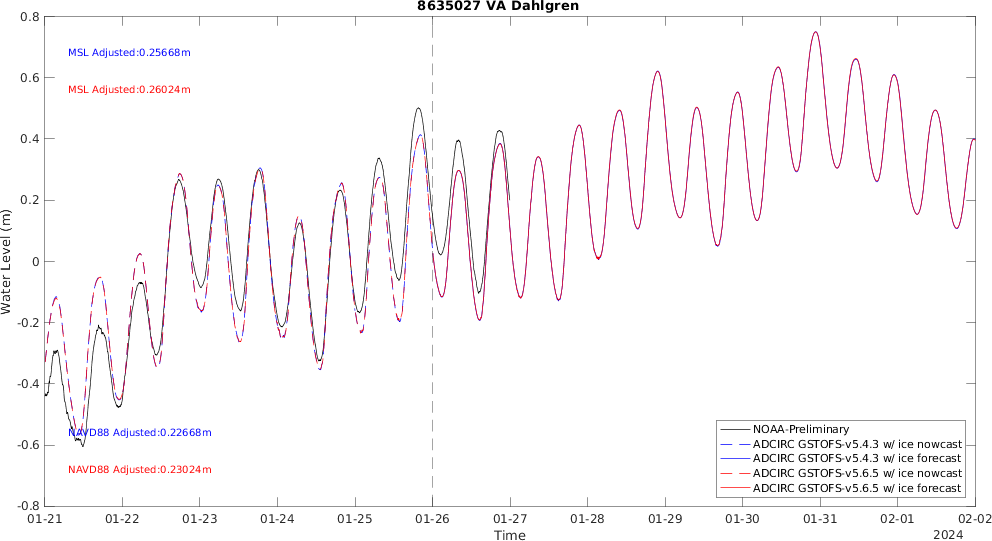 8635027 VA Dahlgren
MSL Adjusted:0.25668m
MSL Adjusted:0.26024m
NAVD88 Adjusted:0.22668m
NAVD88 Adjusted:0.23024m
Water Level (m)
0.8
0.6
0.4
0.2
0
-0.2
-0.4
-0.6
-0.8
NOAA-Preliminary
ADCIRC GSTOFS-v5.4.3 w/ ice nowcast
ADCIRC GSTOFS-v5.4.3 w/ ice forecast
ADCIRC GSTOFS-v5.6.5 w/ ice nowcast
ADCIRC GSTOFS-v5.6.5 w/ ice forecast
01-21 01-22 01-23 01-24 01-25 01-26 01-27 01-28 01-29 01-30 01-31 02-01 02-02
Time
2024